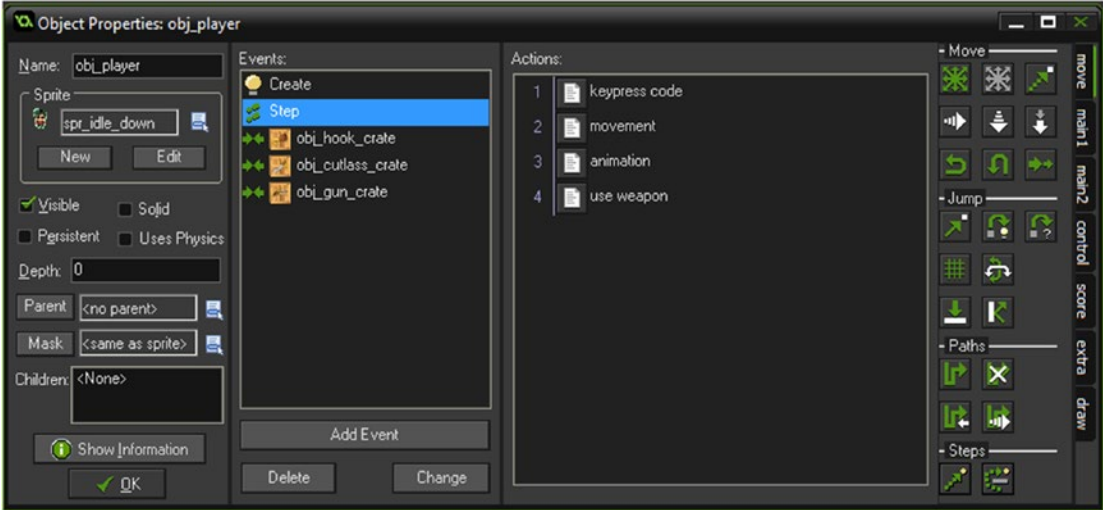 Object Properties: obj_player
Name: obj_player
Sprite
spr_idle_down
New Edit
Visible Solid
Persistent Uses Physics
Depth: 0
Parent <no parent>
Mask <same as sprite>
Children: <None>
Show Information
OK
Events:
Create
Step
obj_hook_crate
obj_cutlass_crate
obj_gun_crate
Add Event
Delete Change
Actions:
1 keypress code
2 movement
3 animation
4 use weapon
Move
Jump
Paths
Steps
move
main1
main2
control
score
extra
draw